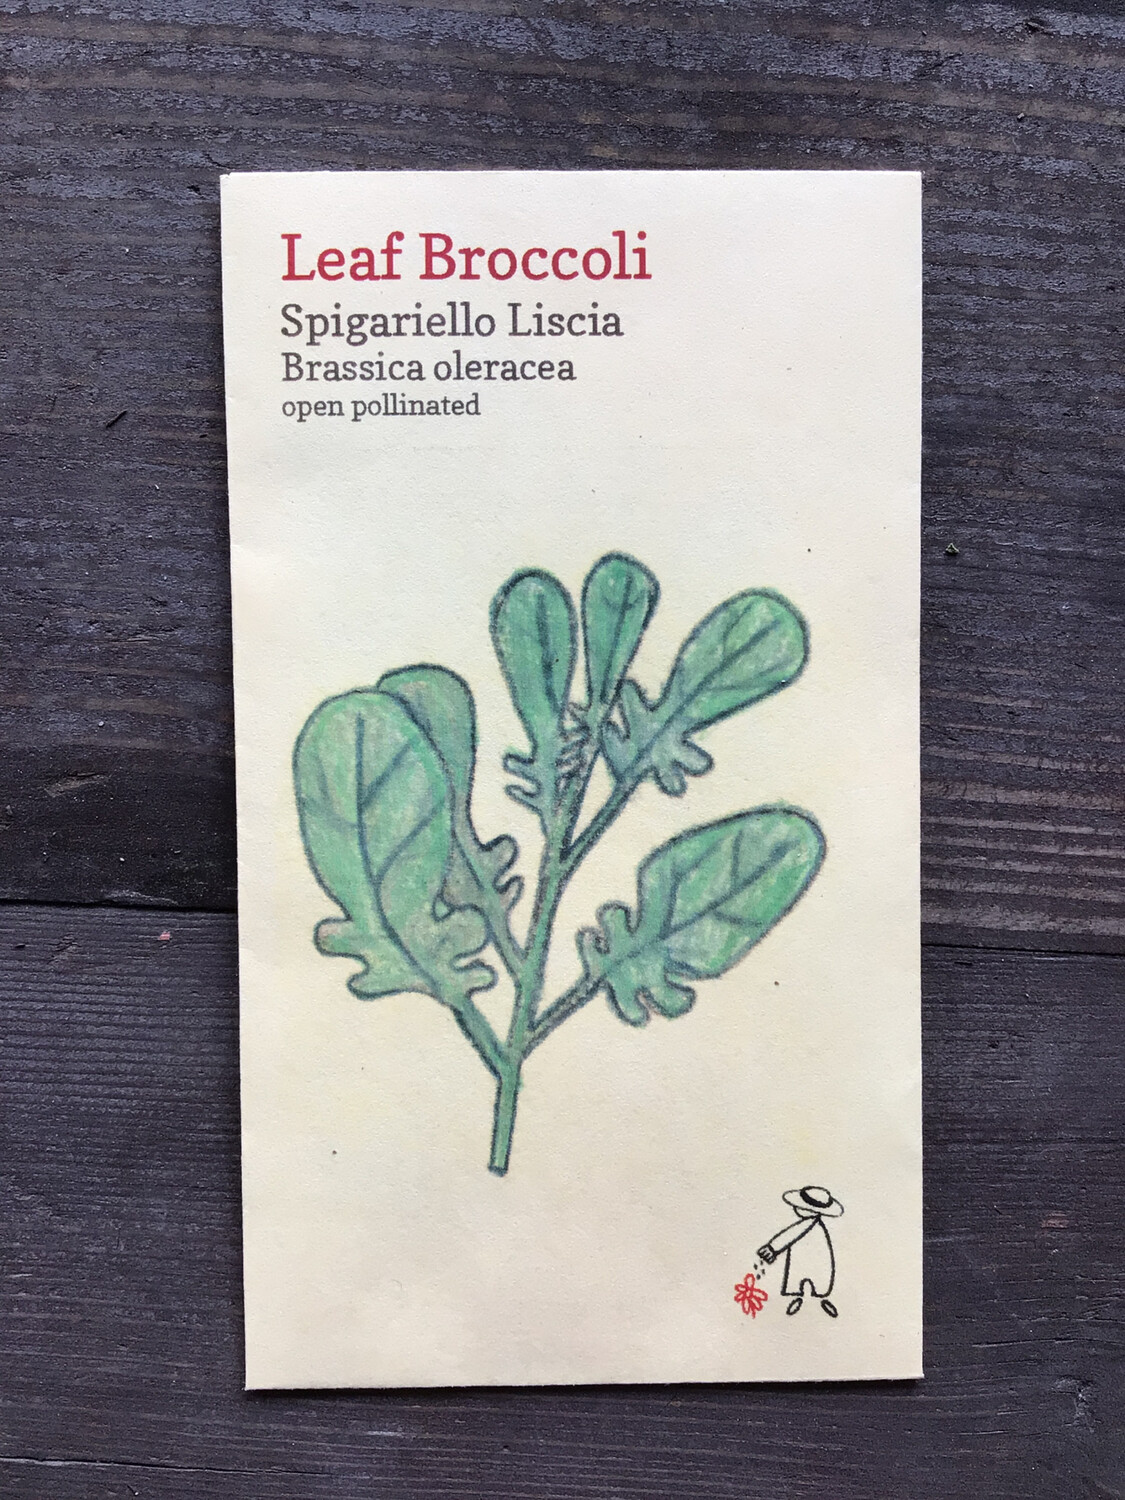 Leaf Broccoli
Spigariello Liscia
Brassica oleracea
open pollinated